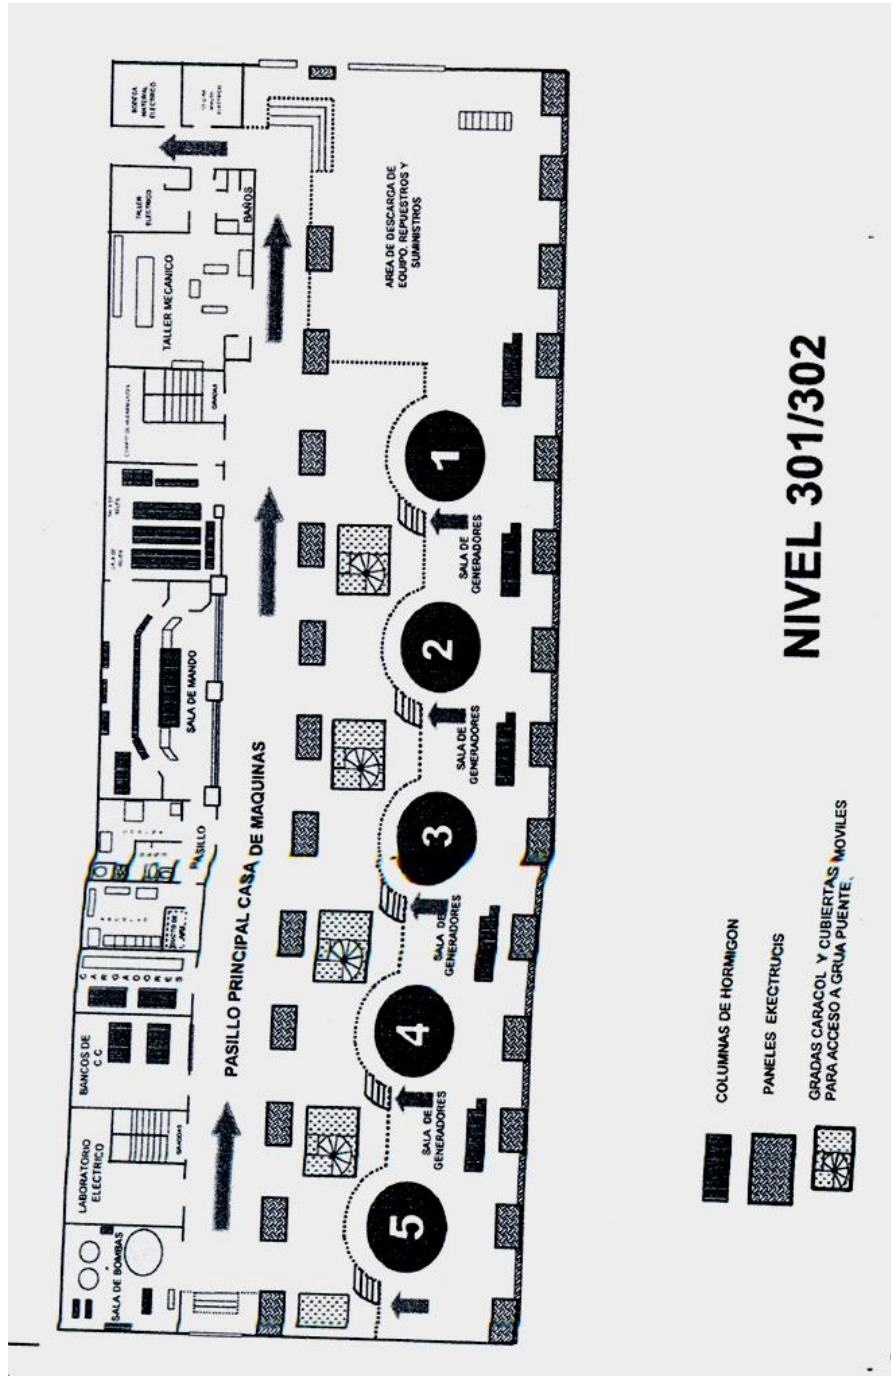 BODEGA
MATERIAL
ELECTRICO
TALLER
ELECTRICO
BAÑOS
TALLER MECANICO
GRADAS
SALA DE MANDO
PASILLO
CARGADORES
BANCOS DE
C C
LABORATORIO
ELECTRICO
GRADAS
SALA DE BOMBAS
PASILLO PRINCIPAL CASA DE MAQUINAS
AREA DE DESCARGA DE
EQUIPO. REPUESTROS Y
SUMINISTROS
1
SALA DE
GENERADORES
2
SALA DE
GENERADORES
3
SALA DE
GENERADORES
4
SALA DE
GENERADORES
5
NIVEL 301/302
COLUMNAS DE HORMIGON
PANELES EKECTRUCIS
GRADAS CARACOL Y CUBIERTAS MOVILES
PARA ACCESO A GRUA PUENTE.